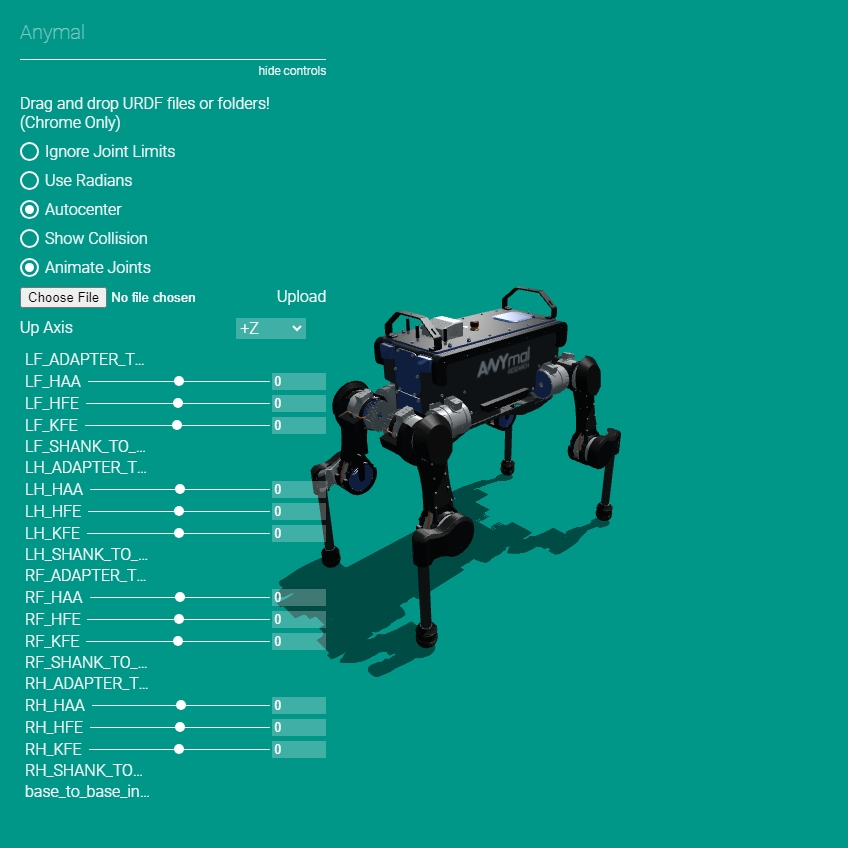 Anymal
hide controls
Drag and drop URDF files or folders!
(Chrome Only)
Ignore Joint Limits
Use Radians
Autocenter
Show Collision
Animate Joints
Choose File No file chosen Upload
Up Axis +Z
LF_ADAPTER_T...
LF_HAA 0
LF_HFE 0
LF_KFE 0
LF_SHANK_TO_...
LH_ADAPTER_T...
LH_HAA 0
LH_HFE 0
LH_KFE 0
LH_SHANK_TO_...
RF_ADAPTER_T...
RF_HAA 0
RF_HFE 0
RF_KFE 0
RF_SHANK_TO_...
RH_ADAPTER_T...
RH_HAA 0
RH_HFE 0
RH_KFE 0
RH_SHANK_TO...
base_to_base_in...
ANYmal
RESEARCH